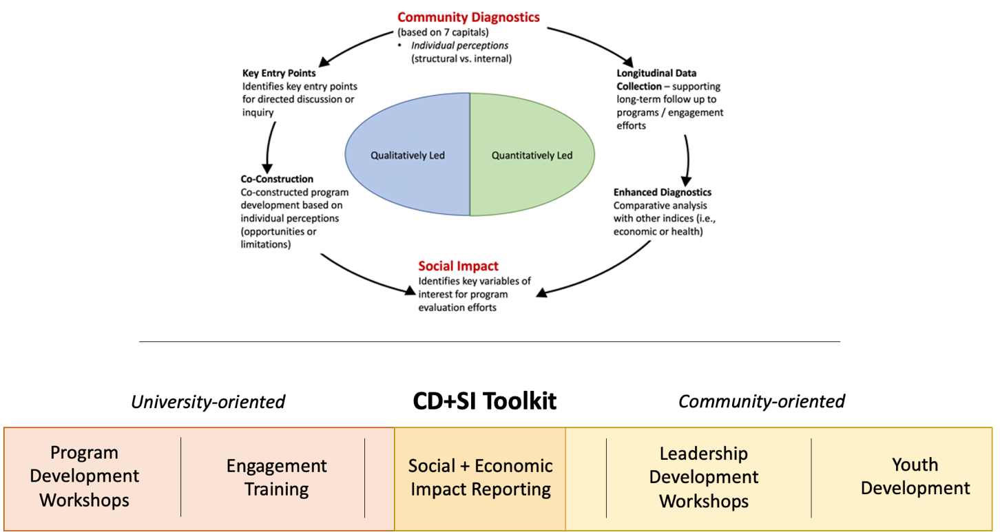 Community Diagnostics
(based on 7 capitals)
• Individual perceptions
(structural vs. internal)
Key Entry Points
Identifies key entry points
for directed discussion or
inquiry
Co-Construction
Co-constructed program
development based on
individual perceptions
(opportunities or
limitations)
Qualitatively Led
Quantitatively Led
Longitudinal Data
Collection – supporting
long-term follow up to
programs / engagement
efforts
Enhanced Diagnostics
Comparative analysis
with other indices (i.e.,
economic or health)
Social Impact
Identifies key variables of
interest for program
evaluation efforts
University-oriented
CD+SI Toolkit
Community-oriented
Program
Development
Workshops
Engagement
Training
Social + Economic
Impact Reporting
Leadership
Development
Workshops
Youth
Development